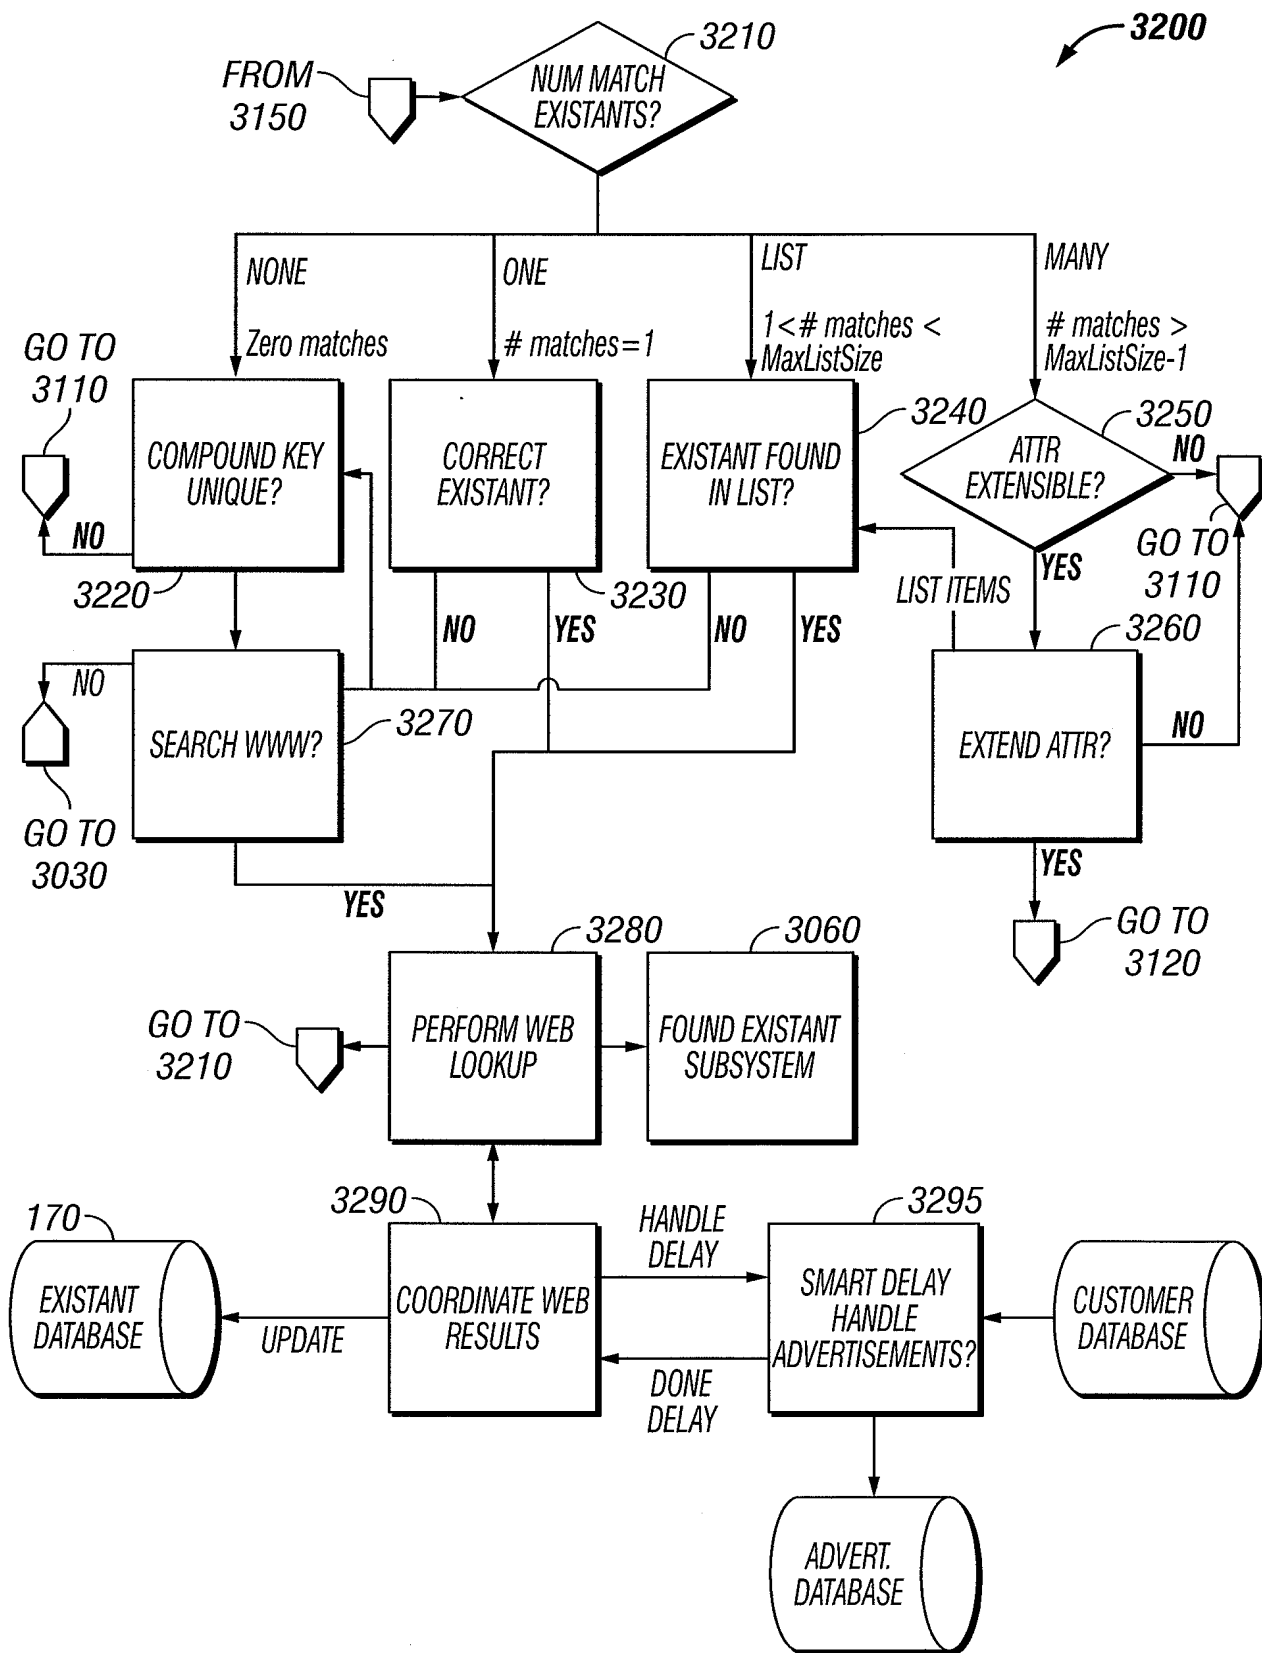 3200
3210
NUM MATCH
EXISTANTS?
FROM
3150
NONE
ONE
LIST
MANY
Zero matches
# matches=1
1<# matches <
MaxListSize
# matches >
MaxListSize-1
GO TO
3110
COMPOUND KEY
UNIQUE?
CORRECT
EXISTANT?
EXISTANT FOUND
IN LIST?
3240
ATTR
EXTENSIBLE?
3250
NO
GO TO
3110
NO
3220
3230
YES
LIST ITEMS
NO
YES
NO
YES
3260
NO
SEARCH WWW?
3270
EXTEND ATTR?
NO
GO TO
3030
YES
YES
GO TO
3120
3280
3060
GO TO
3210
PERFORM WEB
LOOKUP
FOUND EXISTANT
SUBSYSTEM
3290
3295
170
HANDLE
DELAY
EXISTANT
DATABASE
UPDATE
COORDINATE WEB
RESULTS
SMART DELAY
HANDLE
ADVERTISEMENTS?
CUSTOMER
DATABASE
DONE
DELAY
ADVERT.
DATABASE